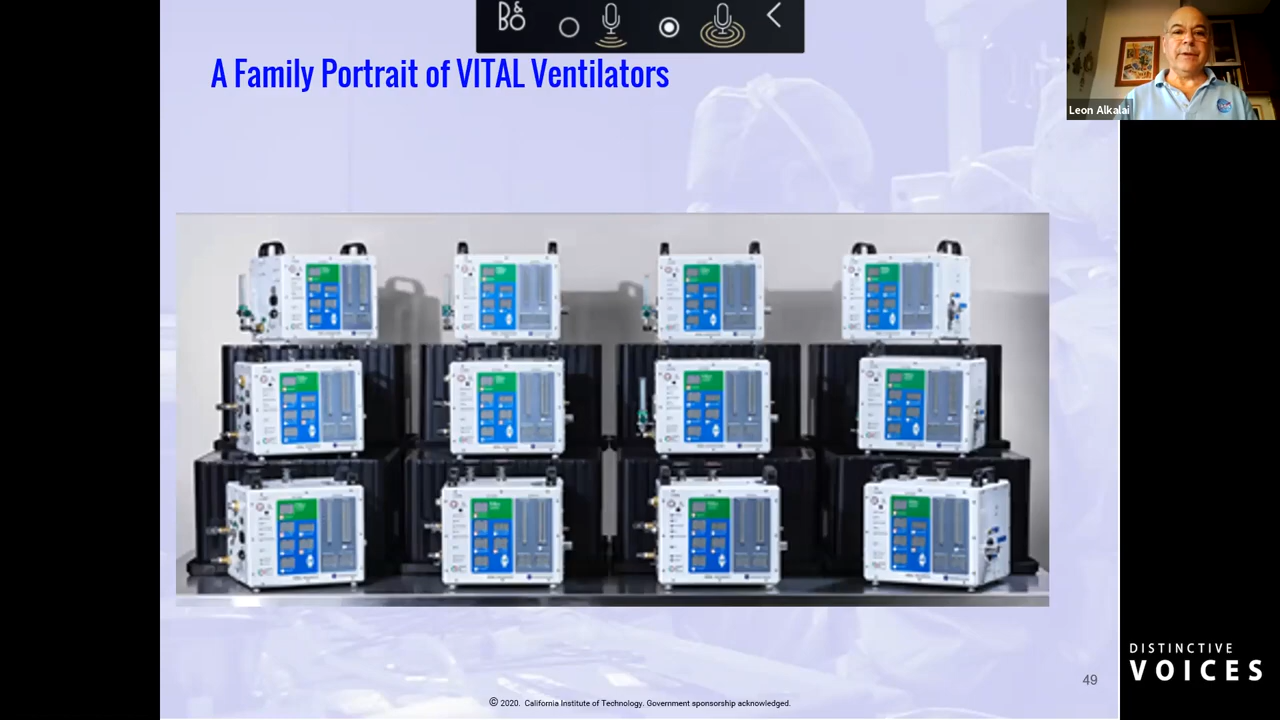 B&O
A Family Portrait of VITAL Ventilators
Leon Alkalai
49
© 2020. California Institute of Technology. Government sponsorship acknowledged.
DISTINCTIVE
VOICES